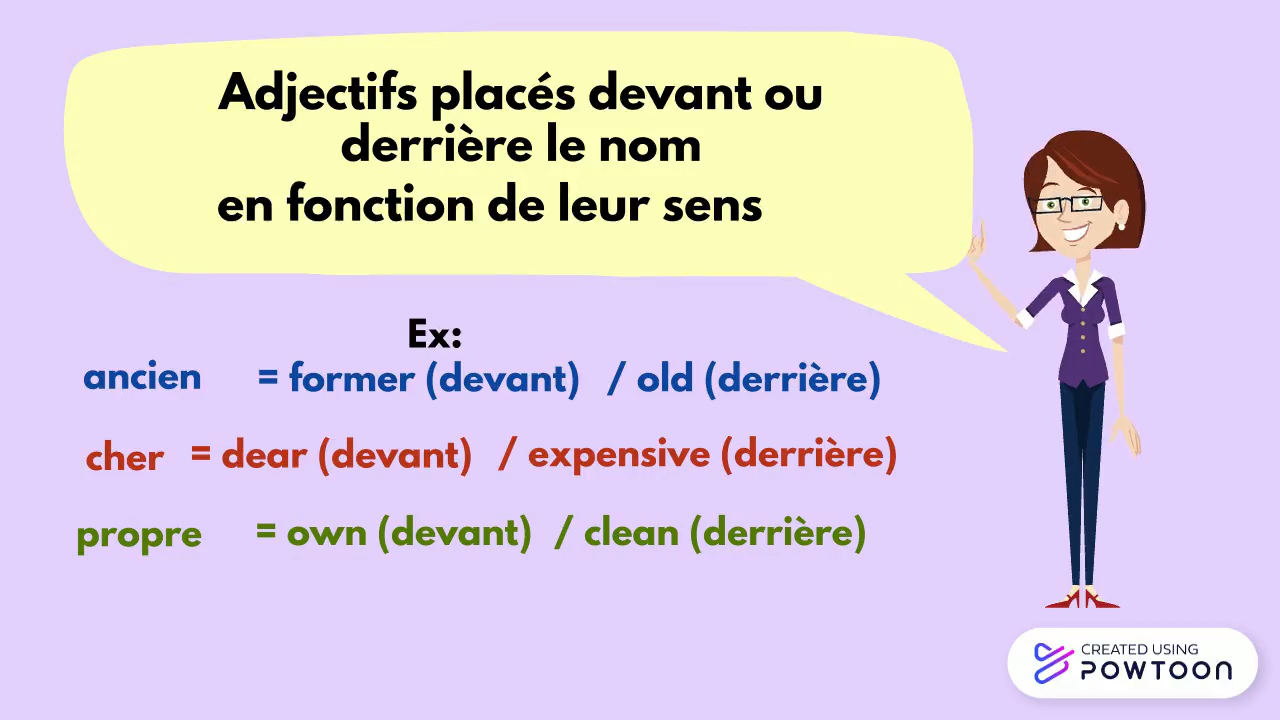 Adjectifs placés devant ou
derrière le nom
en fonction de leur sens
Ex:
ancien = former (devant) / old (derrière)
cher = dear (devant) / expensive (derrière)
propre = own (devant) / clean (derrière)
CREATED USING
POWTOON